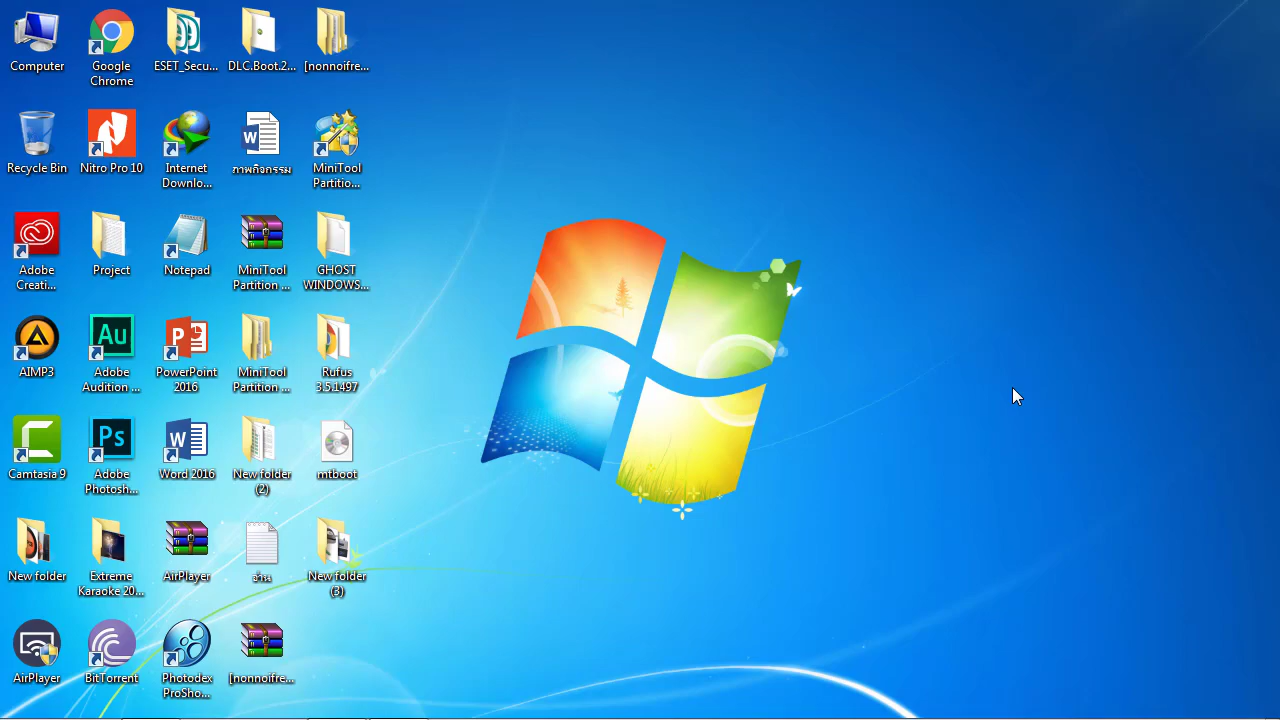 Computer
Google
Chrome
ESET_Secu...
DLC.Boot.2...
[nonnoifre...
Recycle Bin
Nitro Pro 10
Internet
Downlo...
ภาพกิจกรรม
MiniTool
Partitio...
Adobe
Creati...
Project
Notepad
MiniTool
Partition ...
GHOST
WINDOWS...
AIMP3
Au
Adobe
Audition ...
PowerPoint
2016
MiniTool
Partition ...
Rufus
3.5.1497
Camtasia 9
Ps
Adobe
Photosh...
Word 2016
New folder
(2)
mtboot
New folder
Extreme
Karaoke 20...
AirPlayer
อ่าน
New folder
(3)
AirPlayer
BitTorrent
Photodex
ProSho...
[nonnoifre...